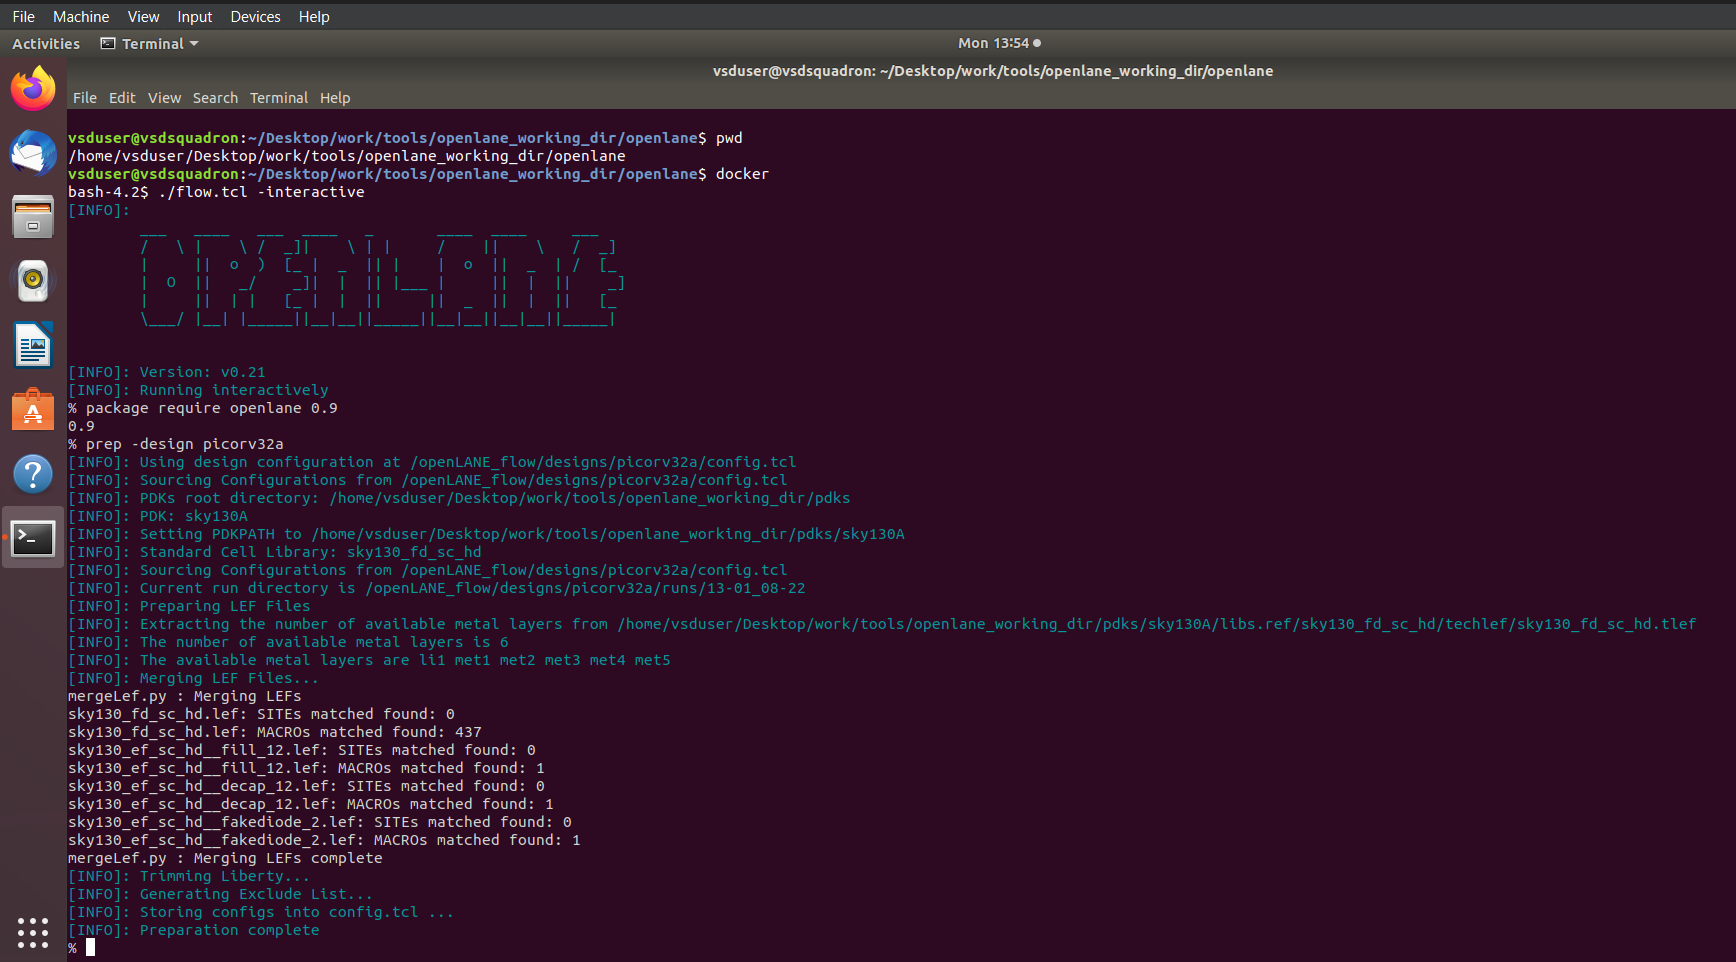 File Machine View Input Devices Help
Activities Terminal Mon 13:54
vsduser@vsdsquadron: ~/Desktop/work/tools/openlane_working_dir/openlane
File Edit View Search Terminal Help
vsduser@vsdsquadron:~/Desktop/work/tools/openlane_working_dir/openlane$ pwd
/home/vsduser/Desktop/work/tools/openlane_working_dir/openlane
vsduser@vsdsquadron:~/Desktop/work/tools/openlane_working_dir/openlane$ docker
bash-4.2$ ./flow.tcl -interactive
[INFO]:
OPENLANE
[INFO]: Version: v0.21
[INFO]: Running interactively
% package require openlane 0.9
0.9
% prep -design picorv32a
[INFO]: Using design configuration at /openLANE_flow/designs/picorv32a/config.tcl
[INFO]: Sourcing Configurations from /openLANE_flow/designs/picorv32a/config.tcl
[INFO]: PDKs root directory: /home/vsduser/Desktop/work/tools/openlane_working_dir/pdks
[INFO]: PDK: sky130A
[INFO]: Setting PDKPATH to /home/vsduser/Desktop/work/tools/openlane_working_dir/pdks/sky130A
[INFO]: Standard Cell Library: sky130_fd_sc_hd
[INFO]: Sourcing Configurations from /openLANE_flow/designs/picorv32a/config.tcl
[INFO]: Current run directory is /openLANE_flow/designs/picorv32a/runs/13-01_08-22
[INFO]: Preparing LEF Files
[INFO]: Extracting the number of available metal layers from /home/vsduser/Desktop/work/tools/openlane_working_dir/pdks/sky130A/libs.ref/sky130_fd_sc_hd/techlef/sky130_fd_sc_hd.tlef
[INFO]: The number of available metal layers is 6
[INFO]: The available metal layers are li1 met1 met2 met3 met4 met5
[INFO]: Merging LEF Files...
mergeLef.py : Merging LEFs
sky130_fd_sc_hd.lef: SITEs matched found: 0
sky130_fd_sc_hd.lef: MACROs matched found: 437
sky130_ef_sc_hd__fill_12.lef: SITEs matched found: 0
sky130_ef_sc_hd__fill_12.lef: MACROs matched found: 1
sky130_ef_sc_hd__decap_12.lef: SITEs matched found: 0
sky130_ef_sc_hd__decap_12.lef: MACROs matched found: 1
sky130_ef_sc_hd__fakediode_2.lef: SITEs matched found: 0
sky130_ef_sc_hd__fakediode_2.lef: MACROs matched found: 1
mergeLef.py : Merging LEFs complete
[INFO]: Trimming Liberty...
[INFO]: Generating Exclude List...
[INFO]: Storing configs into config.tcl ...
[INFO]: Preparation complete
%